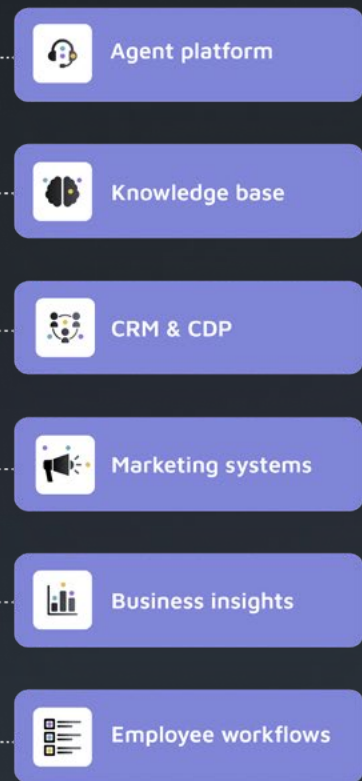 Agent platform
Knowledge base
CRM & CDP
Marketing systems
Business insights
Employee workflows